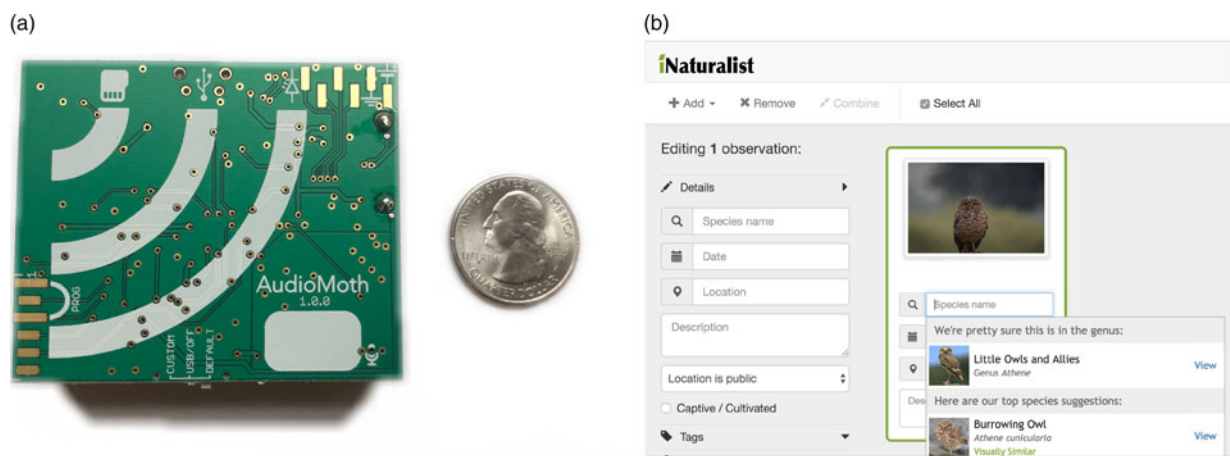 (a)
AudioMoth
1.0.0
PROG
CUSTOM
USB/OFF
DEFAULT
UNITED STATES OF AMERICA
LIBERTY
QUARTER DOLLAR
(b)
iNaturalist
Add
Remove
Combine
Select All
Editing 1 observation:
Details
Species name
Date
Location
Description
Location is public
Captive / Cultivated
Tags
Species name
We're pretty sure this is in the genus:
Little Owls and Allies
Genus Athene
View
Here are our top species suggestions:
Burrowing Owl
Athene cunicularia
Visually Similar
View
Des